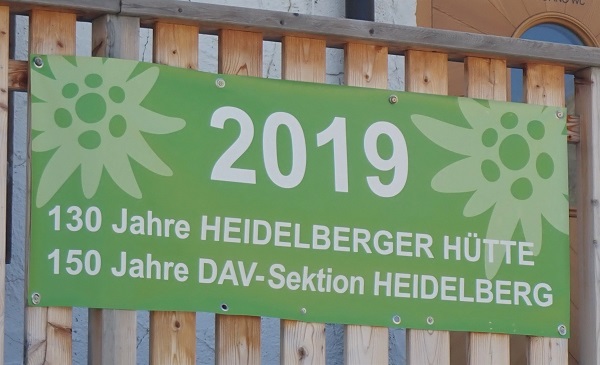 2019
130 Jahre HEIDELBERGER HÜTTE
150 Jahre DAV-Sektion HEIDELBERG